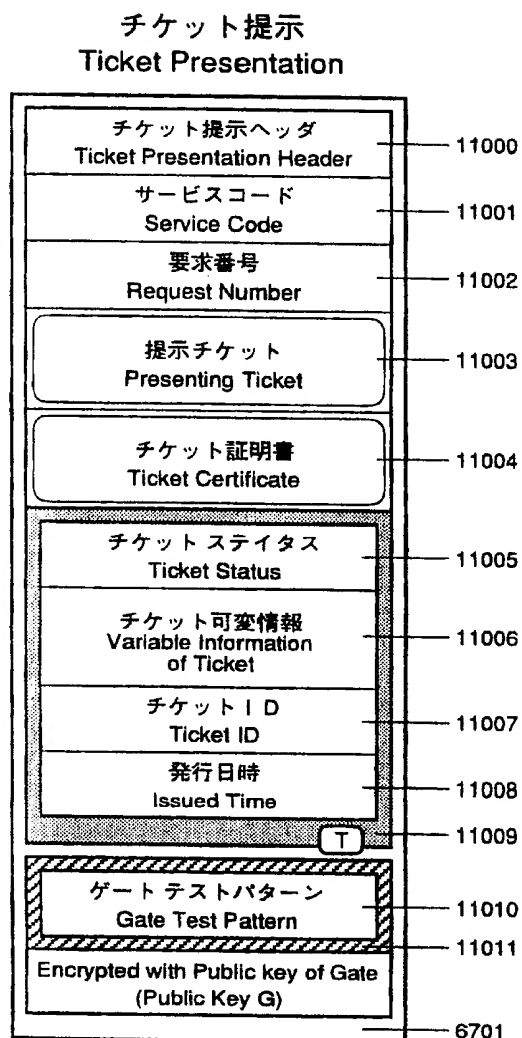 チケット提示
Ticket Presentation
チケット提示ヘッダ
Ticket Presentation Header
11000
サービスコード
Service Code
11001
要求番号
Request Number
11002
提示チケット
Presenting Ticket
11003
チケット証明書
Ticket Certificate
11004
チケット ステイタス
Ticket Status
11005
チケット可変情報
Variable Information
of Ticket
11006
チケットID
Ticket ID
11007
発行日時
Issued Time
11008
T
11009
ゲート テストパターン
Gate Test Pattern
11010
11011
Encrypted with Public key of Gate
(Public Key G)
6701